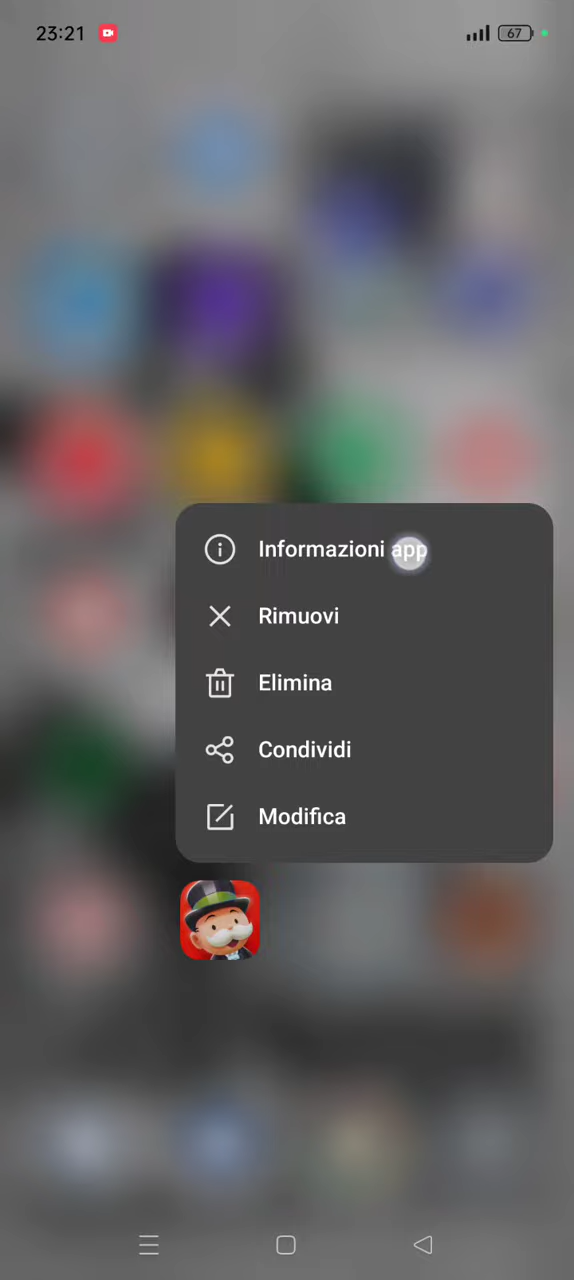 23:21
67
Informazioni app
Rimuovi
Elimina
Condividi
Modifica